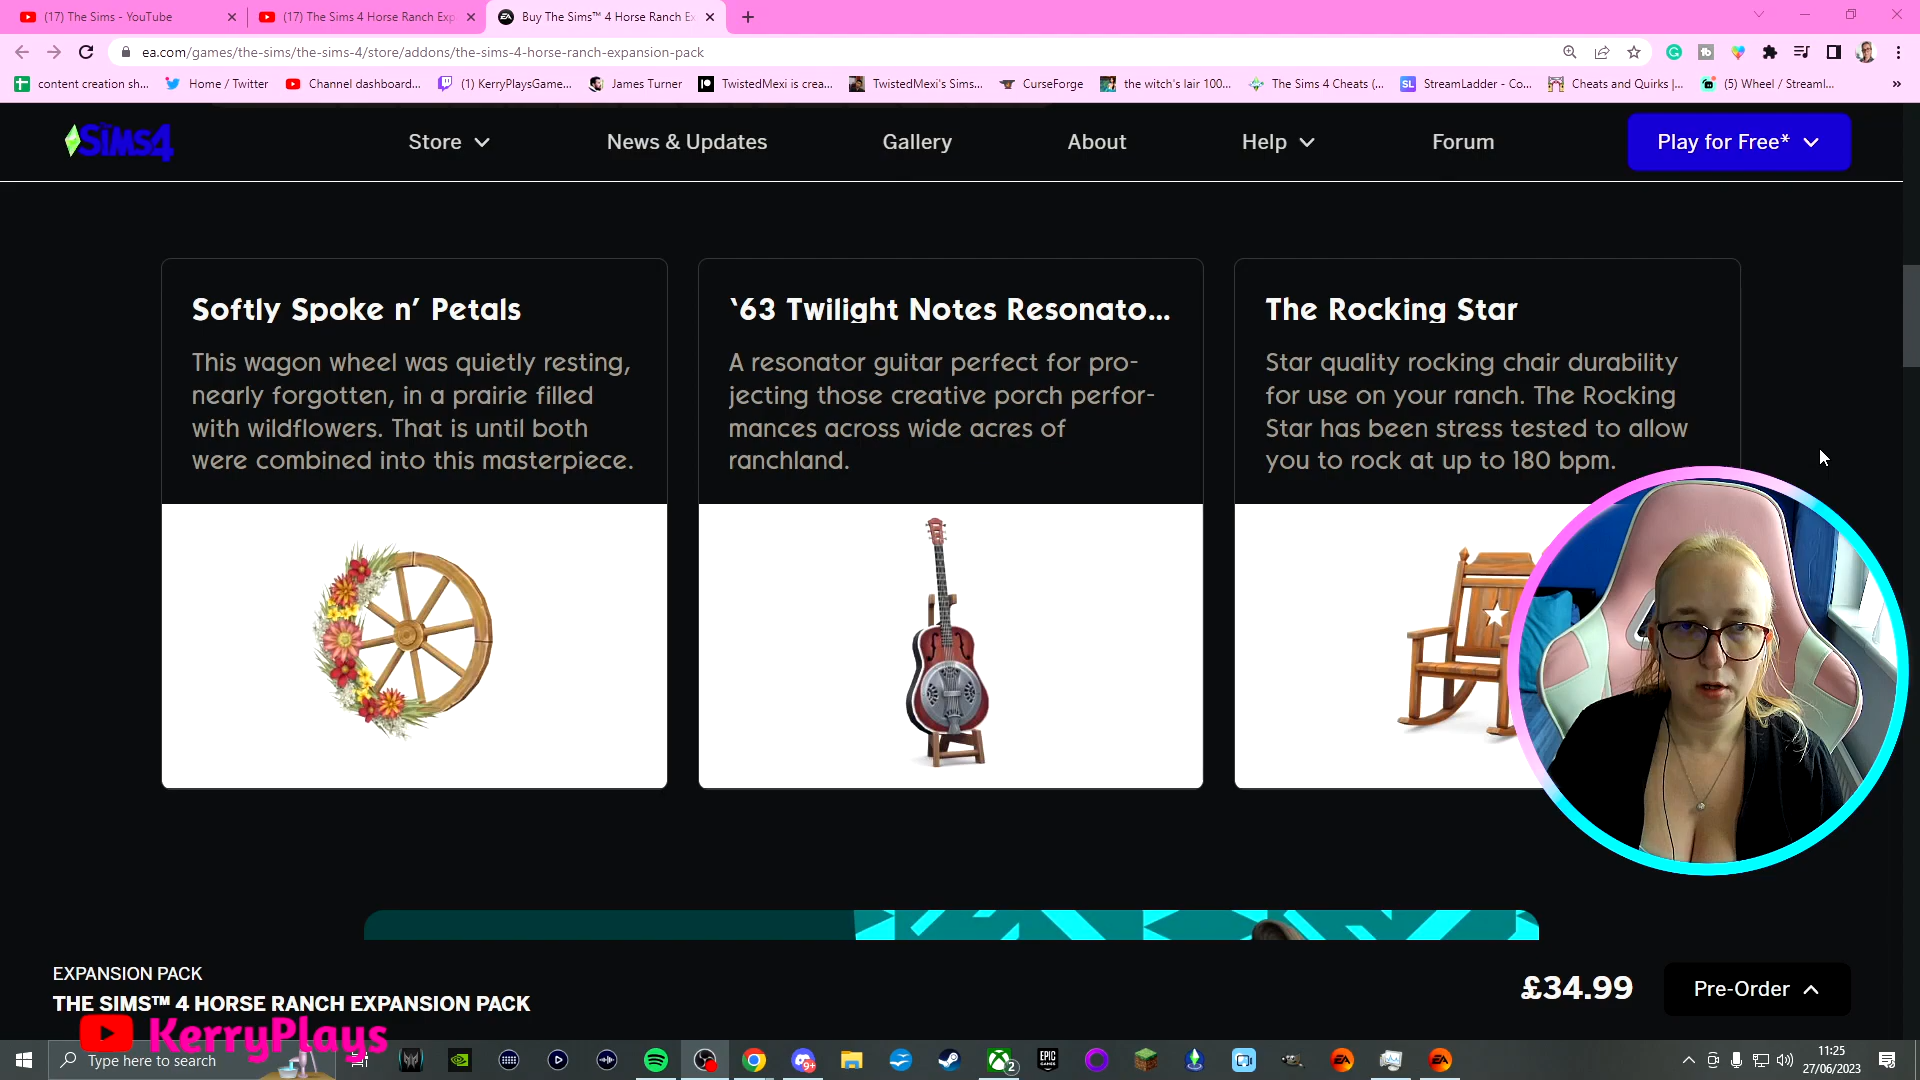 (17) The Sims - YouTube
(17) The Sims 4 Horse Ranch Exp
Buy The Sims™ 4 Horse Ranch Ex
ea.com/games/the-sims/the-sims-4/store/addons/the-sims-4-horse-ranch-expansion-pack
content creation sh...
Home / Twitter
Channel dashboard...
(1) KerryPlaysGame...
James Turner
TwistedMexi is crea...
TwistedMexi's Sims...
CurseForge
the witch's lair 100...
The Sims 4 Cheats (...
StreamLadder - Co...
Cheats and Quirks |...
(5) Wheel / Streaml...
The Sims 4
Store
News & Updates
Gallery
About
Help
Forum
Play for Free*
Softly Spoke n' Petals
This wagon wheel was quietly resting,
nearly forgotten, in a prairie filled
with wildflowers. That is until both
were combined into this masterpiece.
'63 Twilight Notes Resonato...
A resonator guitar perfect for pro-
jecting those creative porch perfor-
mances across wide acres of
ranchland.
The Rocking Star
Star quality rocking chair durability
for use on your ranch. The Rocking
Star has been stress tested to allow
you to rock at up to 180 bpm.
EXPANSION PACK
THE SIMS™ 4 HORSE RANCH EXPANSION PACK
£34.99
Pre-Order
KerryPlays
Type here to search
11:25
27/06/2023